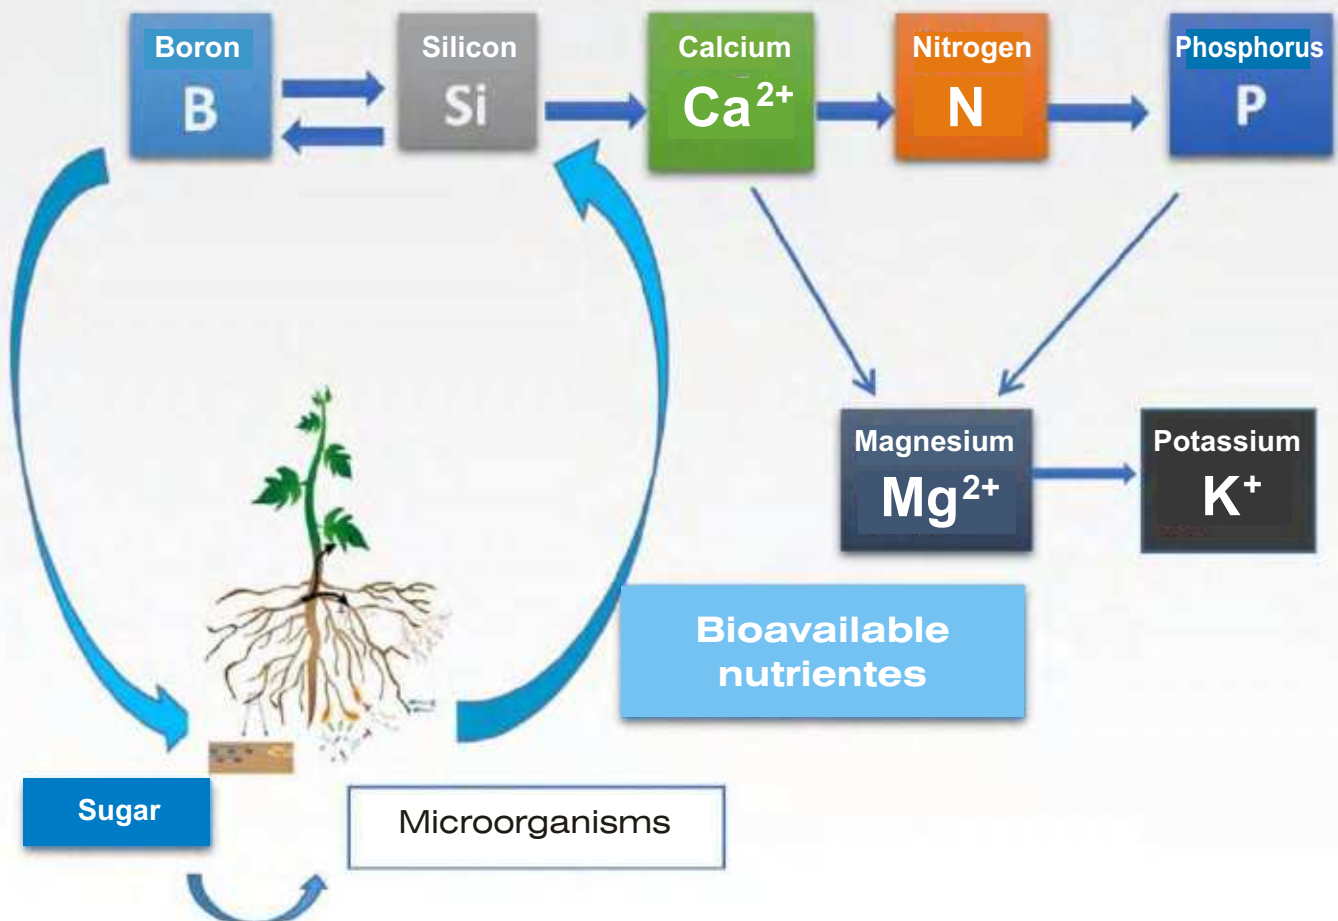 Boron
B
Silicon
Si
Calcium
Ca²⁺
Nitrogen
N
Phosphorus
P
Magnesium
Mg²⁺
Potassium
K⁺
Bioavailable
nutrientes
Sugar
Microorganisms